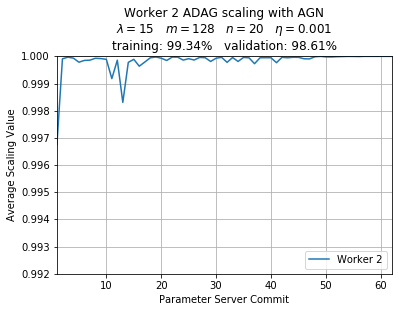 Worker 2 ADAG scaling with AGN
λ = 15 m = 128 n = 20 η = 0.001
training: 99.34% validation: 98.61%
1.000
0.999
0.998
0.997
0.996
0.995
0.994
0.993
0.992
Average Scaling Value
Worker 2
10 20 30 40 50 60
Parameter Server Commit